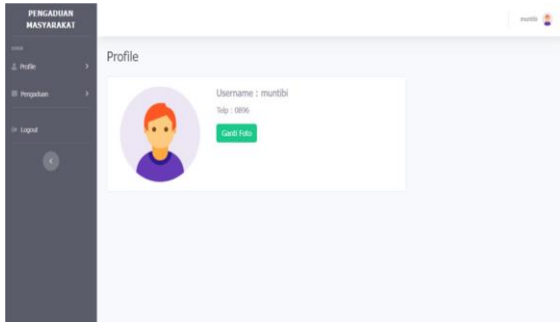 PENGADUAN
MASYARAKAT
Profile
Pengaduan
Logout
muntibi
Profile
Username : muntibi
Telp : 0896
Ganti Foto